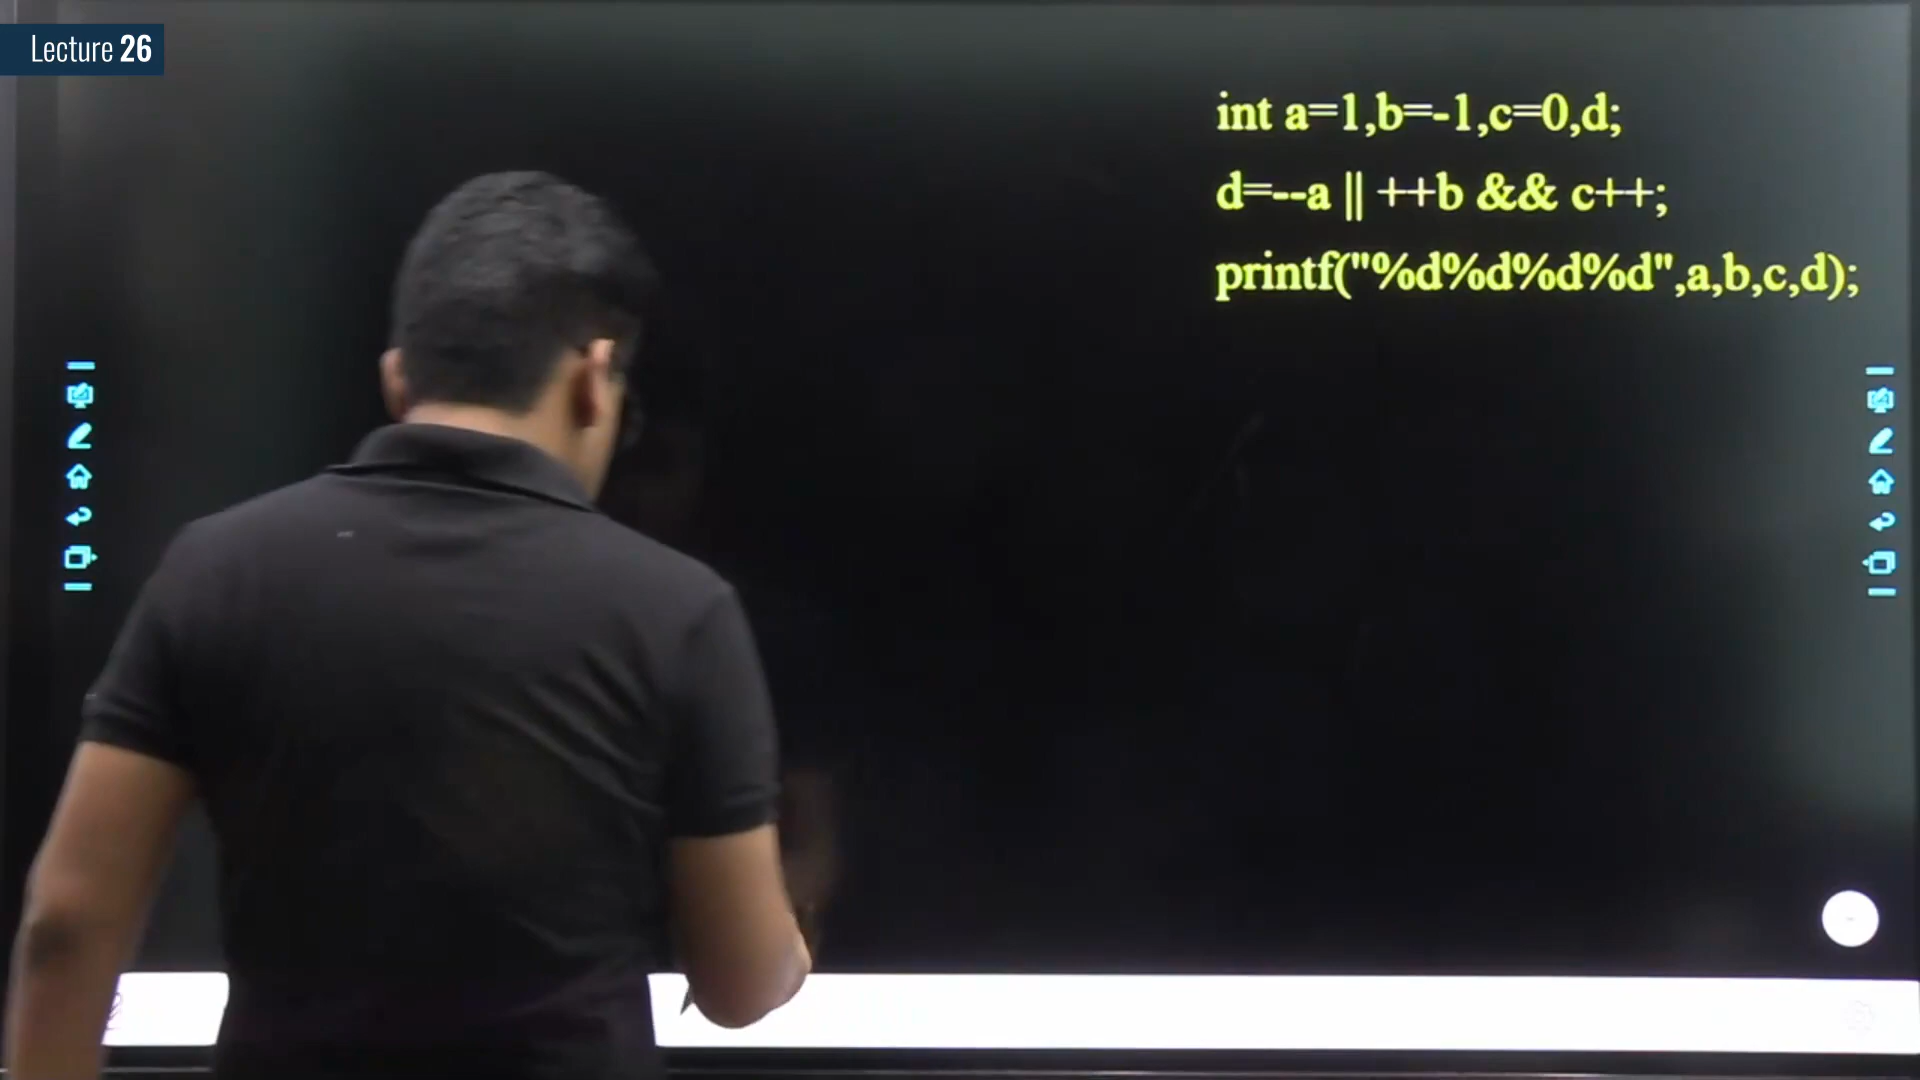 Lecture 26
int a=1,b=-1,c=0,d;
d=--a || ++b && c++;
printf("%d%d%d%d",a,b,c,d);